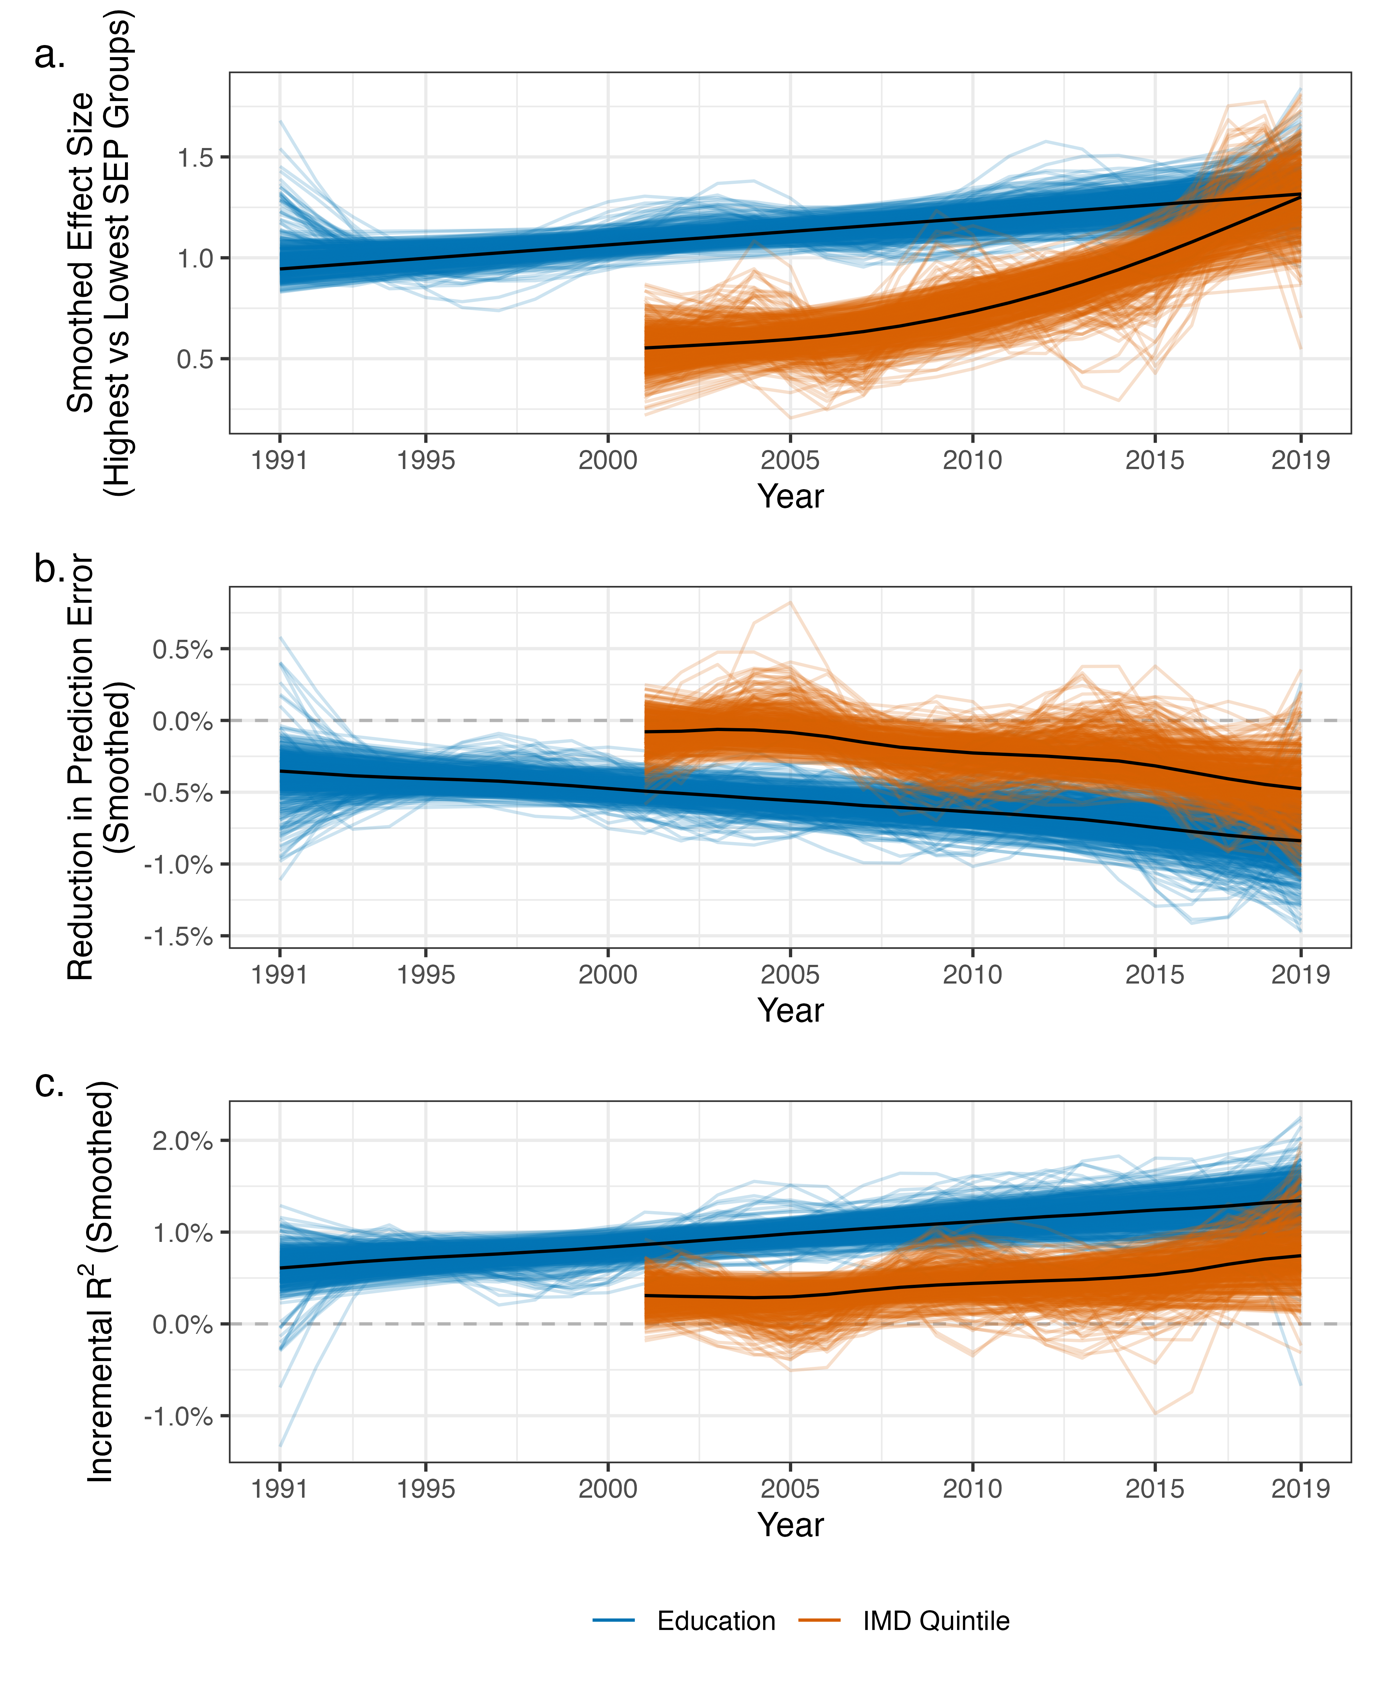 a.
Smoothed Effect Size
(Highest vs Lowest SEP Groups)
1.5
1.0
0.5
1991 1995 2000 2005 2010 2015 2019
Year
b.
Reduction in Prediction Error
(Smoothed)
0.5%
0.0%
-0.5%
-1.0%
-1.5%
1991 1995 2000 2005 2010 2015 2019
Year
c.
Incremental R² (Smoothed)
2.0%
1.0%
0.0%
-1.0%
1991 1995 2000 2005 2010 2015 2019
Year
Education IMD Quintile